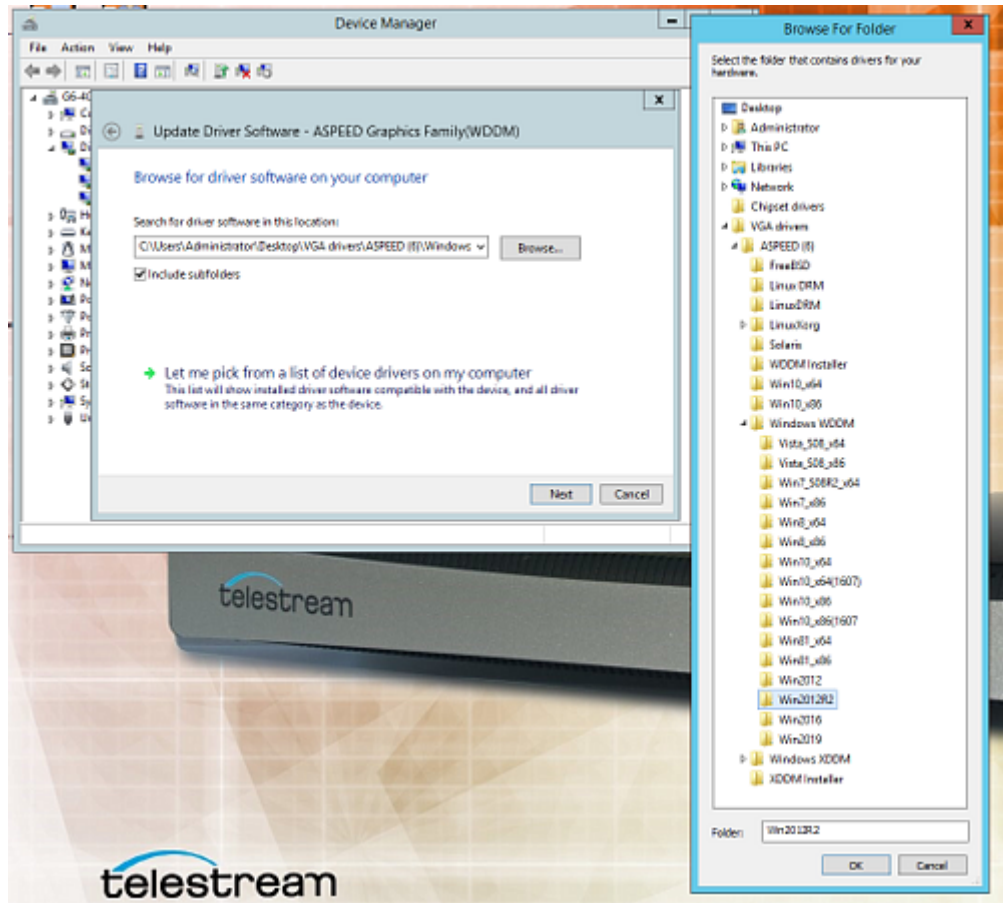 Device Manager
File Action View Help
G6-40
Update Driver Software - ASPEED Graphics Family(WDDM)
Browse for driver software on your computer
Search for driver software in this location:
C:\Users\Administrator\Desktop\VGA drivers\ASPEED (6)\Windows
Browse...
Include subfolders
Let me pick from a list of device drivers on my computer
This list will show installed driver software compatible with the device, and all driver
software in the same category as the device.
Next Cancel
telestream
telestream
Browse For Folder
Select the folder that contains drivers for your
hardware.
Desktop
Administrator
This PC
Libraries
Network
Chipset drivers
VGA drivers
ASPEED (6)
FreeBSD
Linux DRM
LinuxDRM
LinuxXorg
Solaris
WDDM Installer
Win10_x64
Win10_x86
Windows WDDM
Vista_S08_x64
Vista_S08_x86
Win7_S08R2_x64
Win7_x86
Win8_x64
Win8_x86
Win10_x64
Win10_x64(1607)
Win10_x86
Win10_x86(1607
Win81_x64
Win81_x86
Win2012
Win2012R2
Win2016
Win2019
Windows XDDM
XDDM Installer
Folder: Win2012R2
OK Cancel